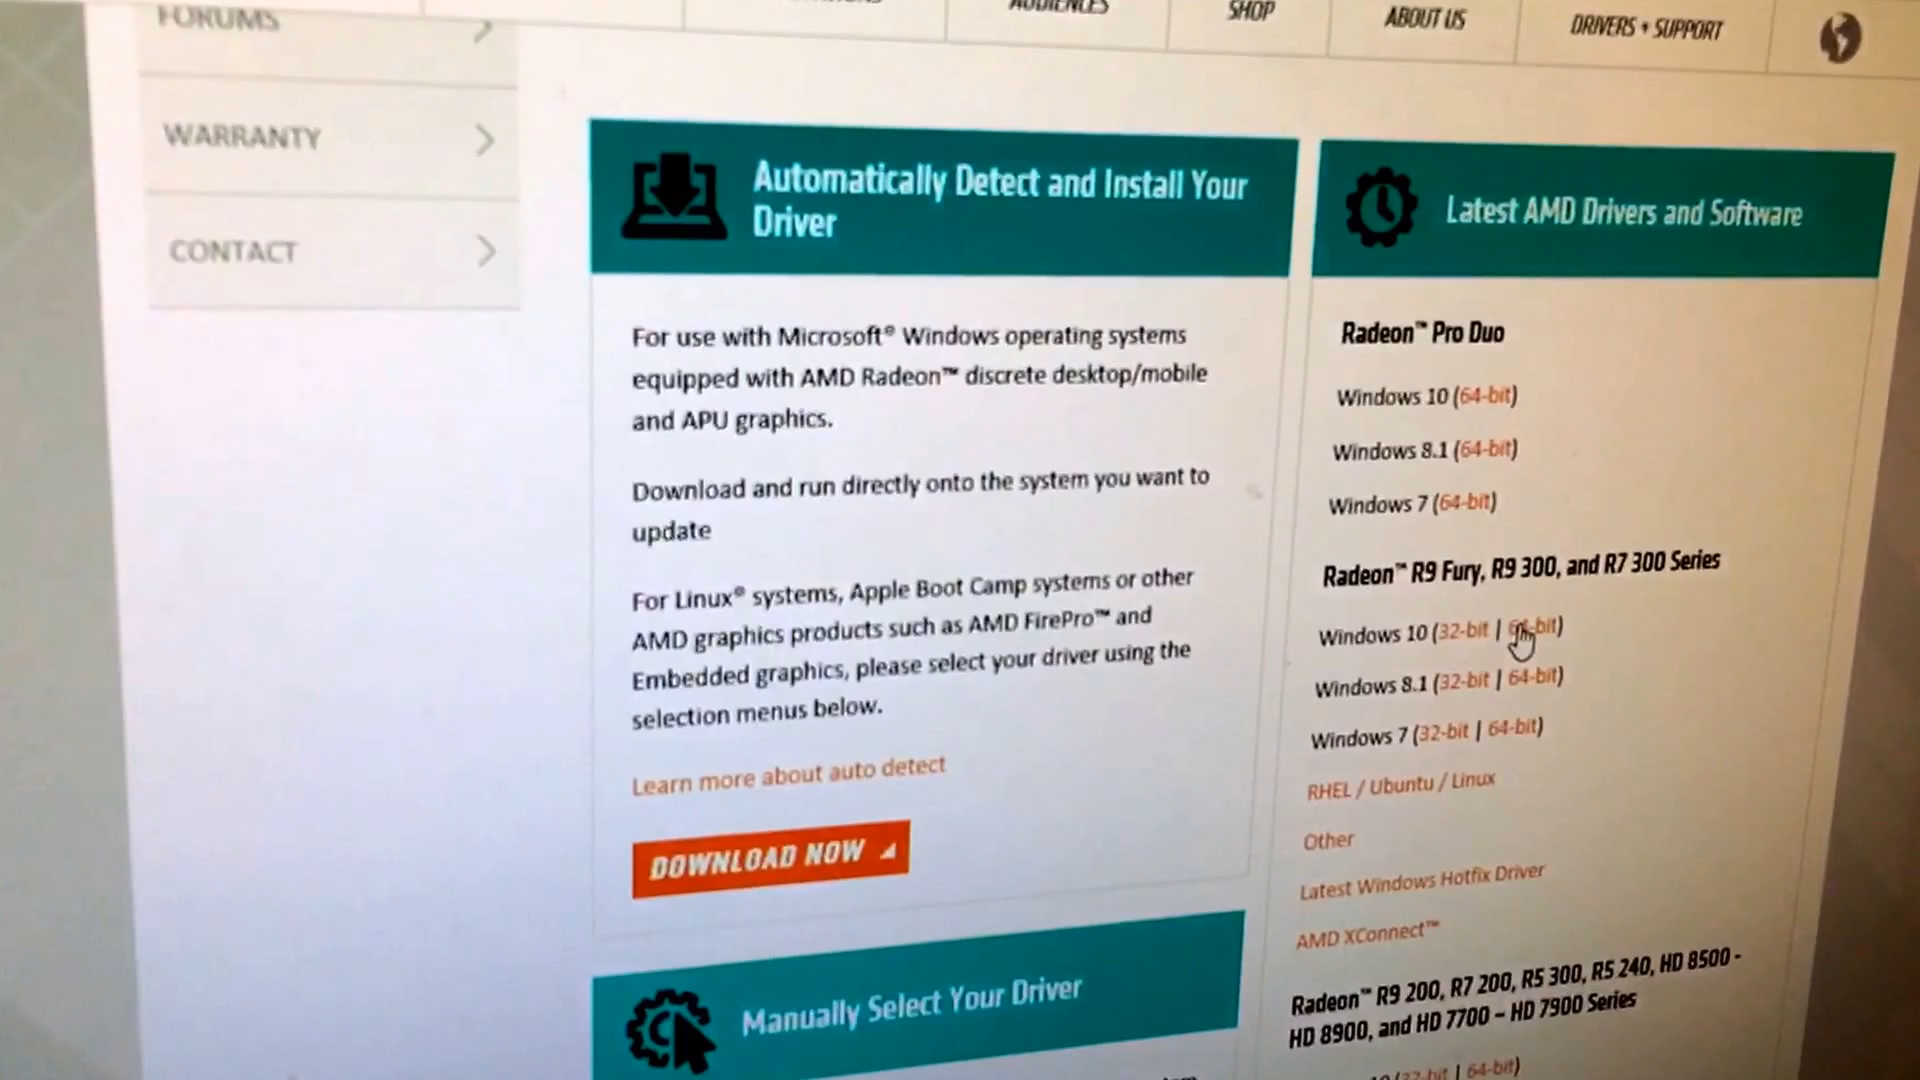 AUDIENCES
SHOP
ABOUT US
DRIVERS + SUPPORT
FORUMS
WARRANTY
CONTACT
Automatically Detect and Install Your
Driver
For use with Microsoft® Windows operating systems
equipped with AMD Radeon™ discrete desktop/mobile
and APU graphics.
Download and run directly onto the system you want to
update
For Linux® systems, Apple Boot Camp systems or other
AMD graphics products such as AMD FirePro™ and
Embedded graphics, please select your driver using the
selection menus below.
Learn more about auto detect
DOWNLOAD NOW
Manually Select Your Driver
Latest AMD Drivers and Software
Radeon™ Pro Duo
Windows 10 (64-bit)
Windows 8.1 (64-bit)
Windows 7 (64-bit)
Radeon™ R9 Fury, R9 300, and R7 300 Series
Windows 10 (32-bit | 64-bit)
Windows 8.1 (32-bit | 64-bit)
Windows 7 (32-bit | 64-bit)
RHEL / Ubuntu / Linux
Other
Latest Windows Hotfix Driver
AMD XConnect™
Radeon™ R9 200, R7 200, R5 300, R5 240, HD 8500 -
HD 8900, and HD 7700 – HD 7900 Series
10 (32-bit | 64-bit)